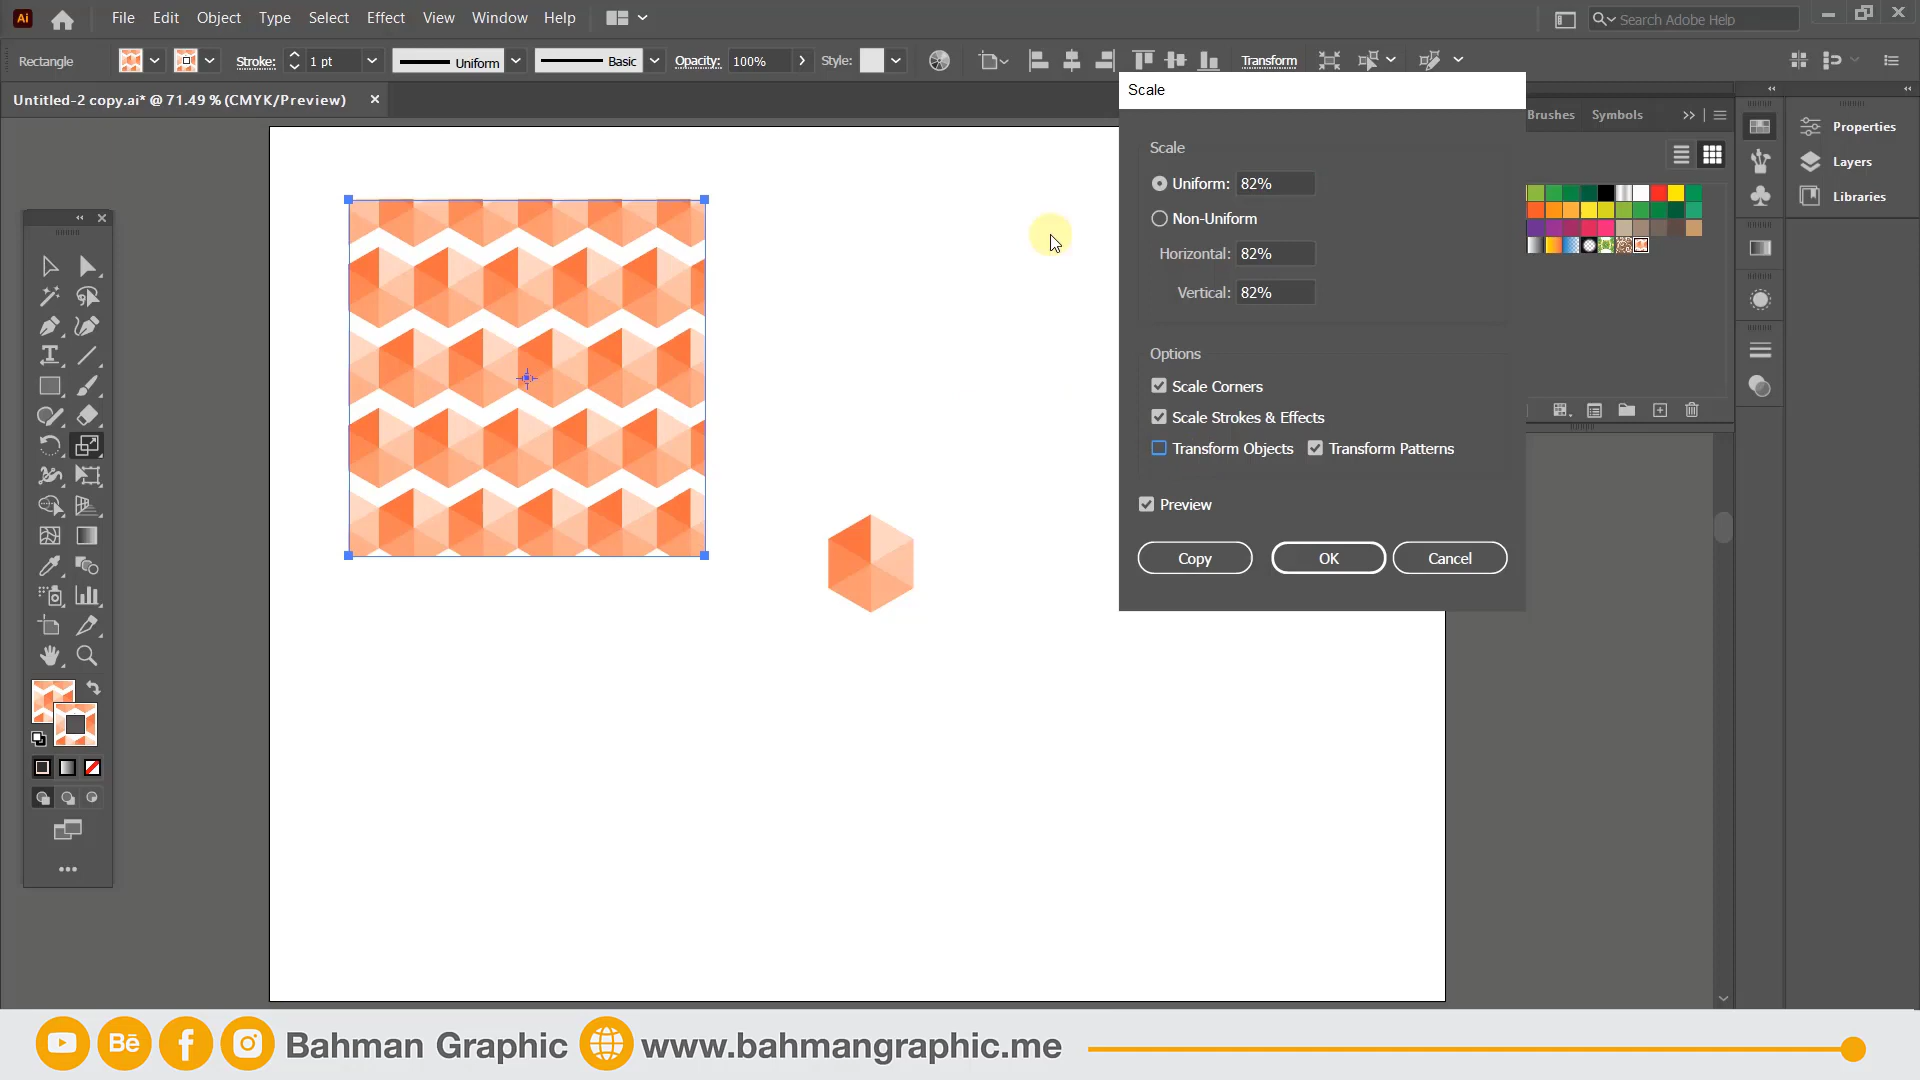 Ai File Edit Object Type Select Effect View Window Help Search Adobe Help
Rectangle Stroke: 1 pt Uniform Basic Opacity: 100% Style: Transform
Untitled-2 copy.ai* @ 71.49 % (CMYK/Preview)
Scale
Scale
Uniform: 82%
Non-Uniform
Horizontal: 82%
Vertical: 82%
Options
Scale Corners
Scale Strokes & Effects
Transform Objects Transform Patterns
Preview
Copy OK Cancel
Brushes Symbols
Properties
Layers
Libraries
Bē Bahman Graphic www.bahmangraphic.me